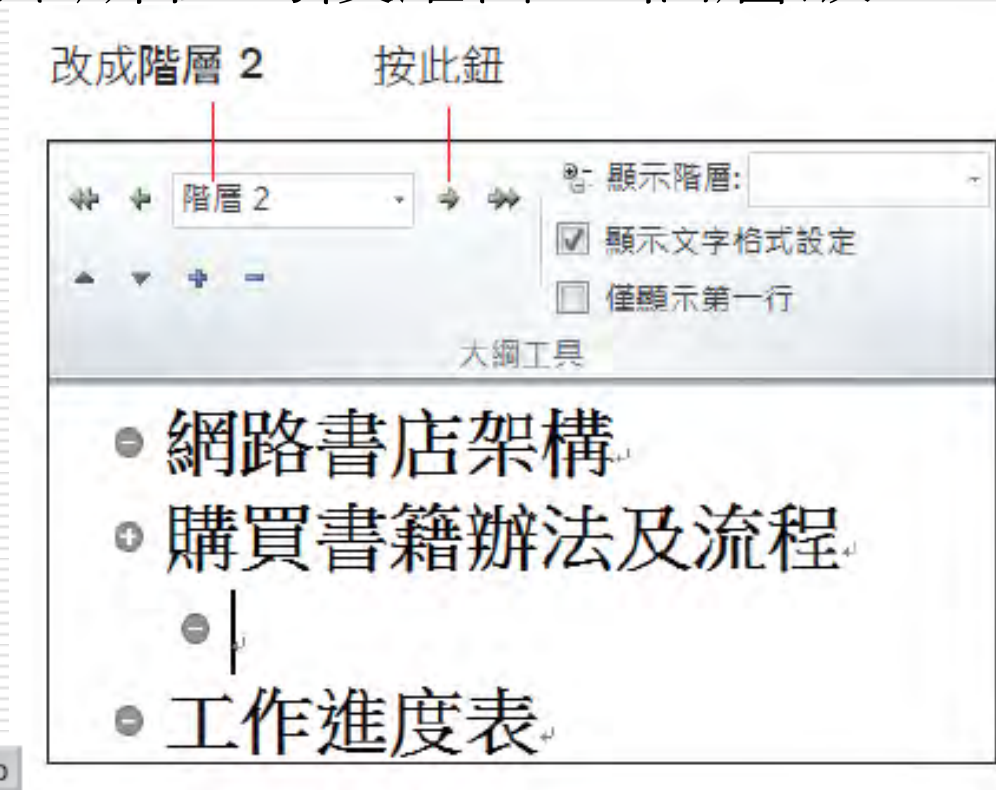 改成階層 2 按此鈕
階層 2
顯示階層:
顯示文字格式設定
僅顯示第一行
大綱工具
網路書店架構
購買書籍辦法及流程
工作進度表